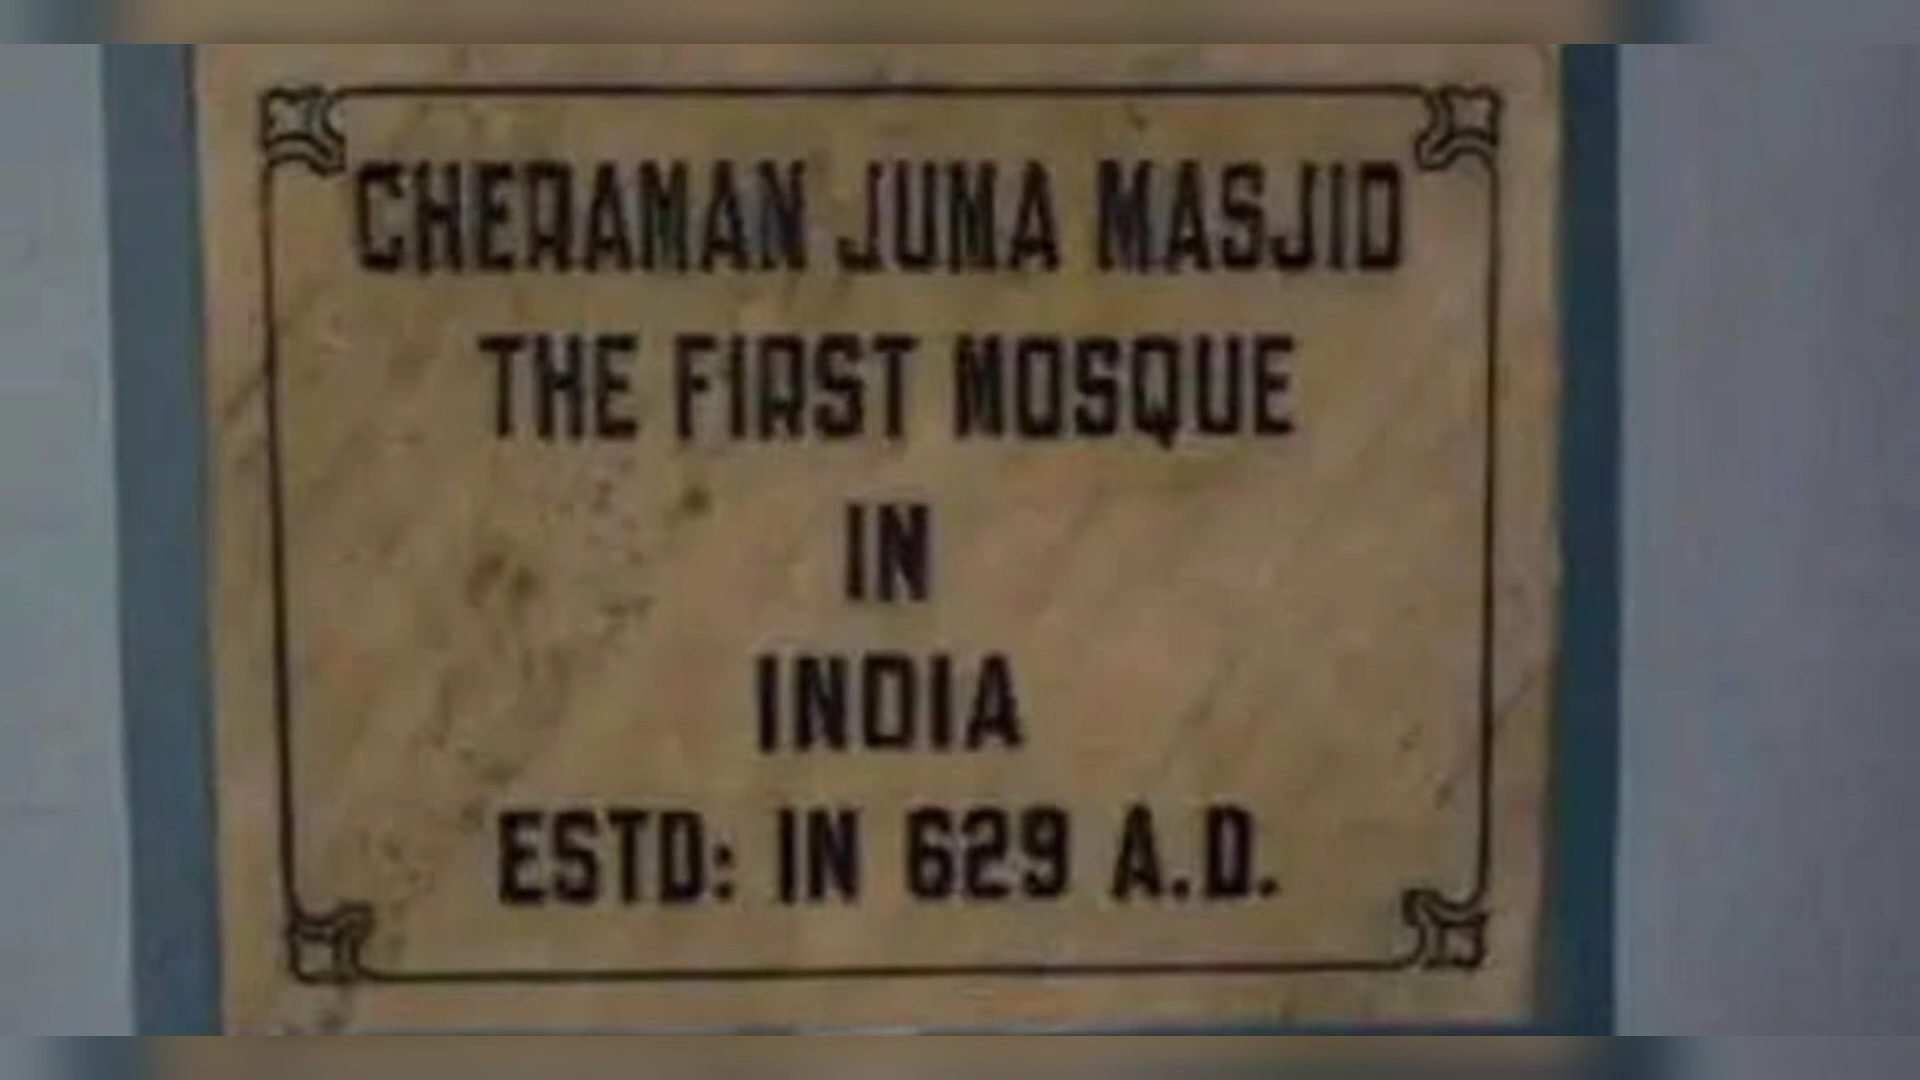 CHERAMAN JUMA MASJID
THE FIRST MOSQUE
IN
INDIA
ESTD: IN 629 A.D.